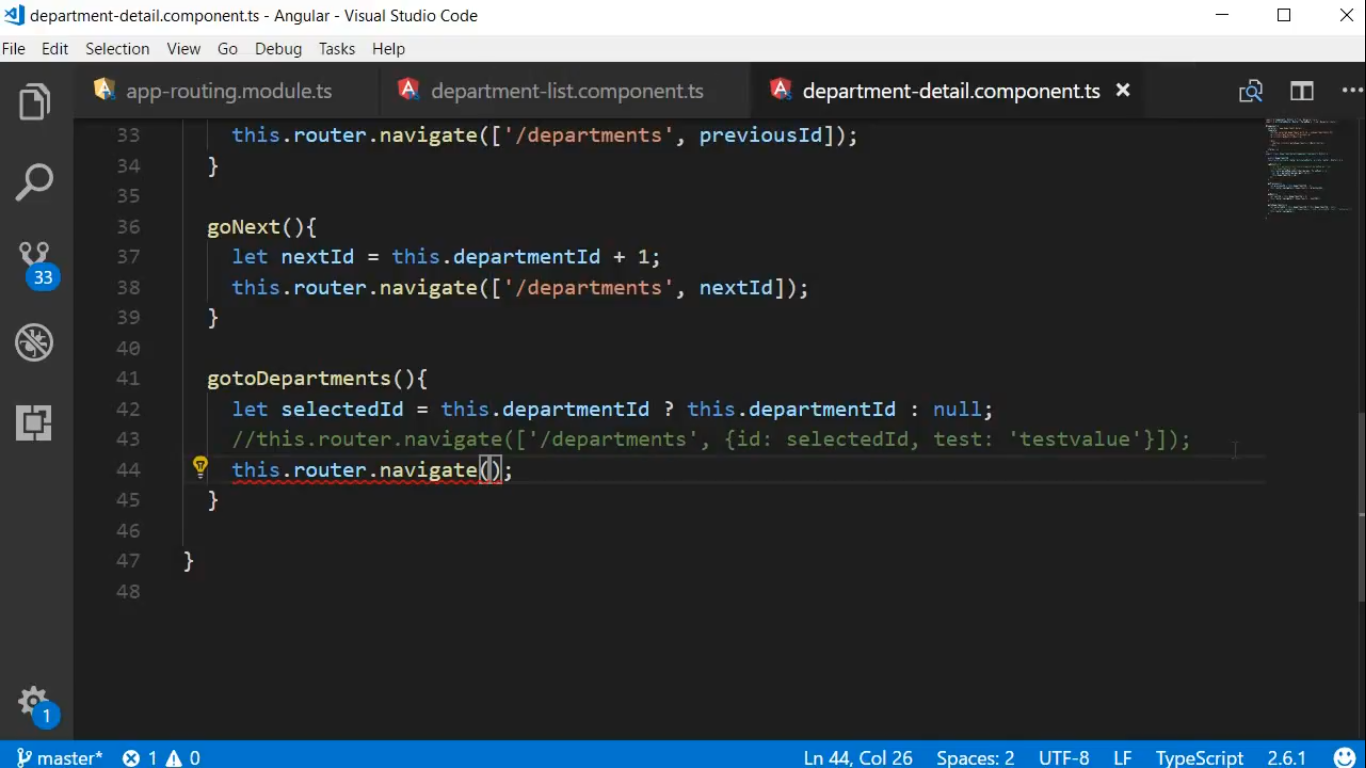 department-detail.component.ts - Angular - Visual Studio Code
File Edit Selection View Go Debug Tasks Help
app-routing.module.ts department-list.component.ts department-detail.component.ts
33 this.router.navigate(['/departments', previousId]);
34 }
35
36 goNext(){
37 let nextId = this.departmentId + 1;
38 this.router.navigate(['/departments', nextId]);
39 }
40
41 gotoDepartments(){
42 let selectedId = this.departmentId ? this.departmentId : null;
43 //this.router.navigate(['/departments', {id: selectedId, test: 'testvalue'}]);
44 this.router.navigate();
45 }
46
47 }
48
33
1
master* 1 0 Ln 44, Col 26 Spaces: 2 UTF-8 LF TypeScript 2.6.1